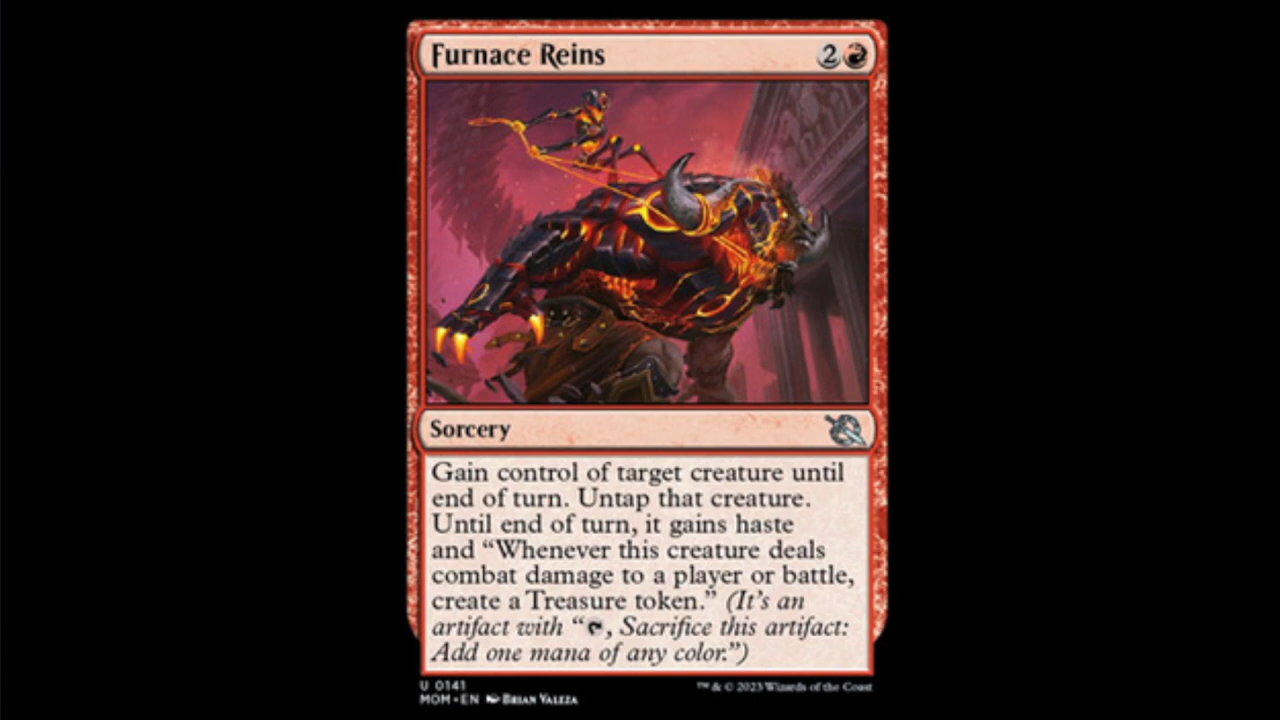 Furnace Reins 2
Sorcery
Gain control of target creature until
end of turn. Untap that creature.
Until end of turn, it gains haste
and “Whenever this creature deals
combat damage to a player or battle,
create a Treasure token.” (It’s an
artifact with “, Sacrifice this artifact:
Add one mana of any color.”)
U 0141
™ & © 2023 Wizards of the Coast
MOM • EN BRIAN VALEZA